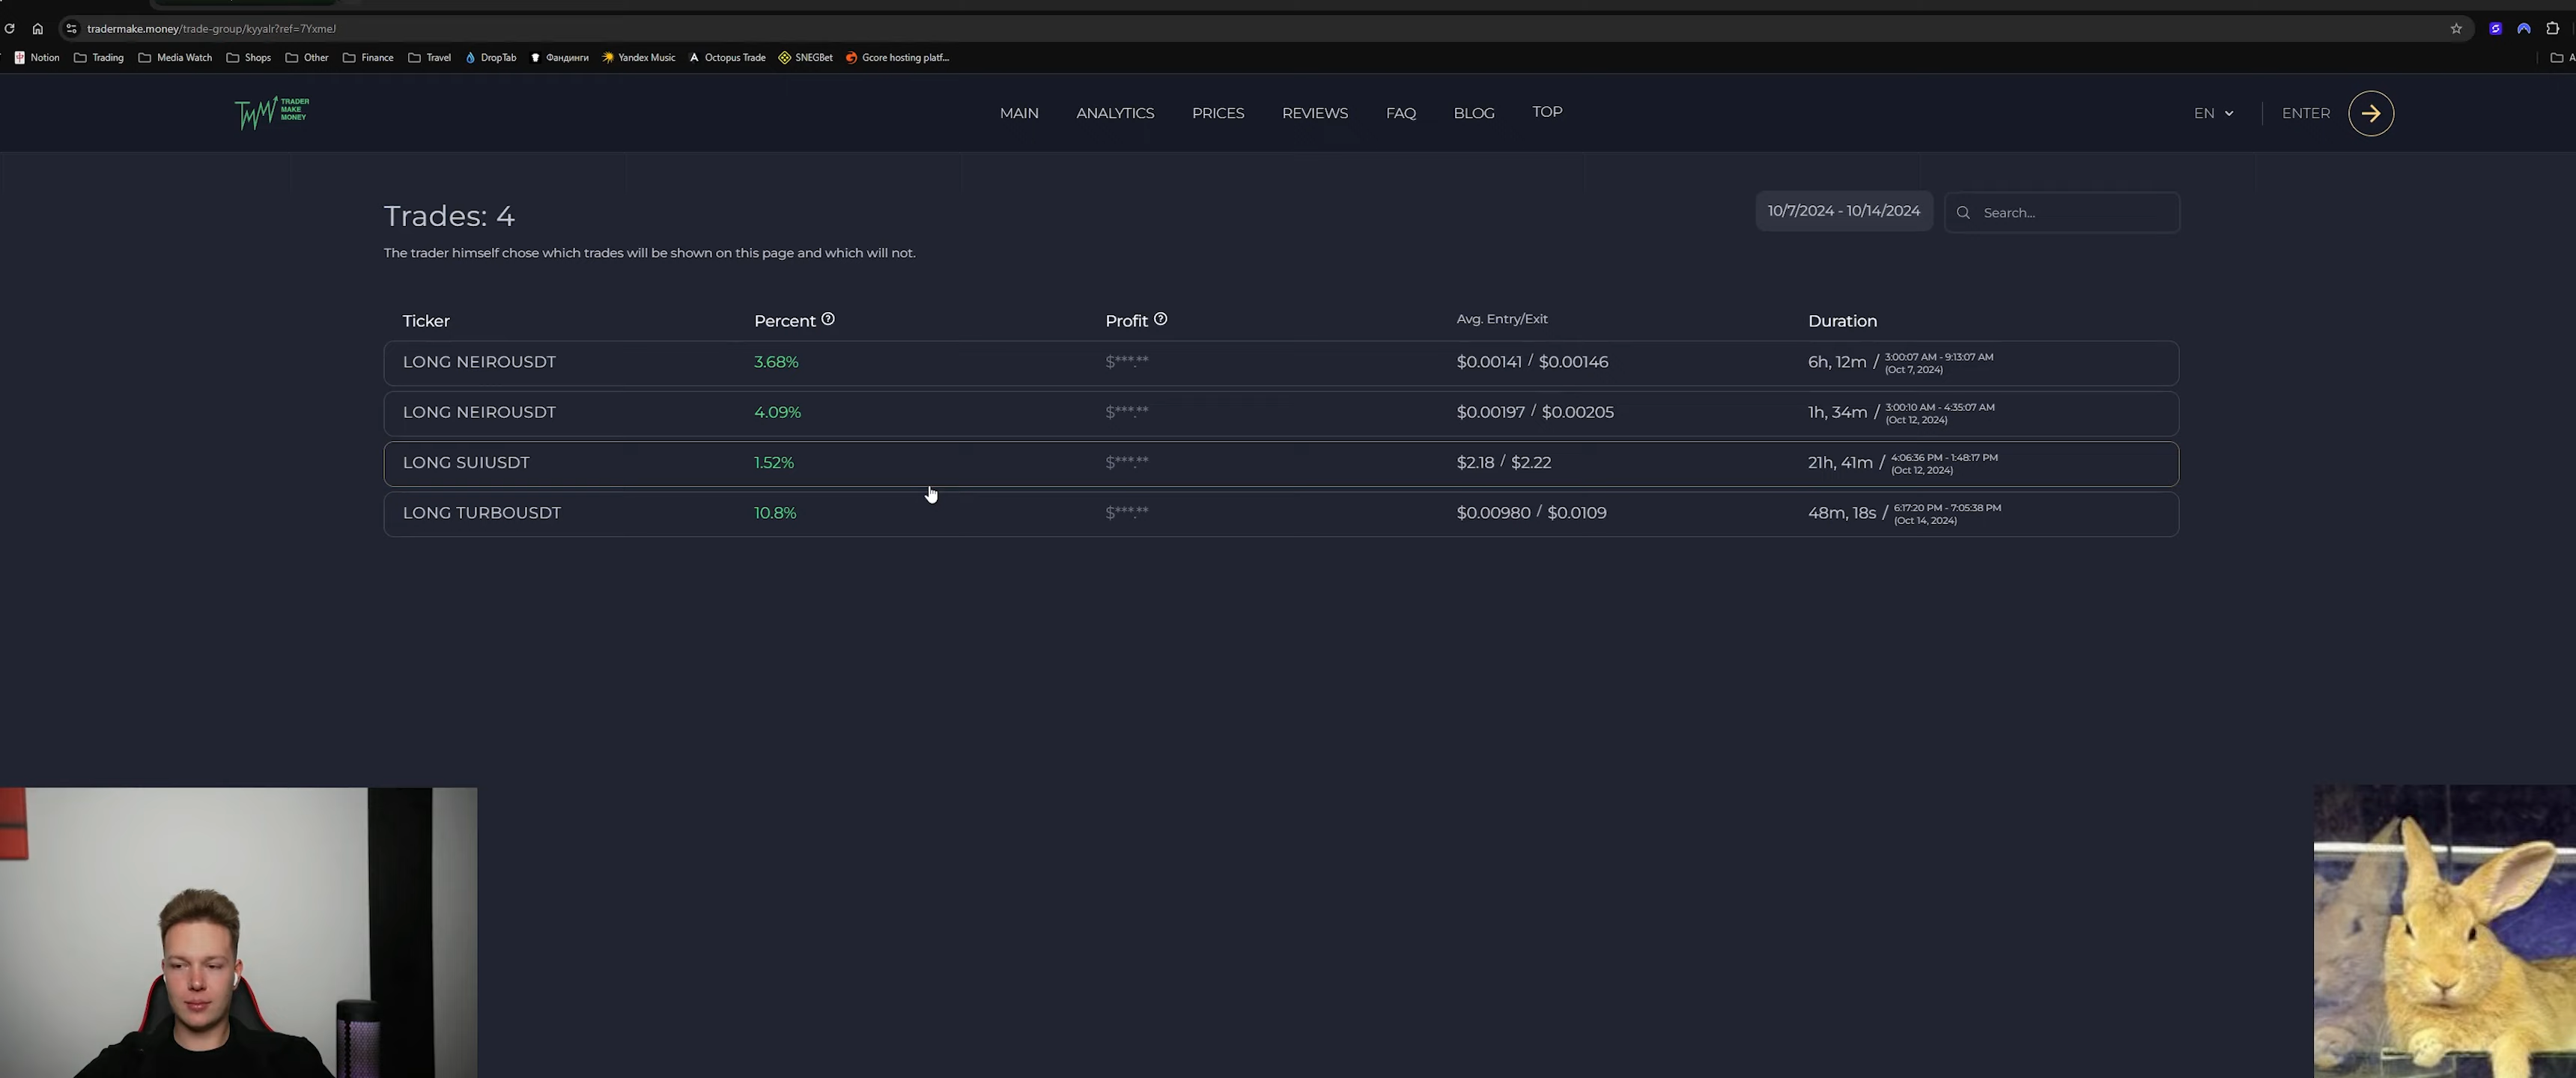 tradermake.money/trade-group/kyyalr?ref=7YxmeJ
Notion Trading Media Watch Shops Other Finance Travel DropTab Фандинги Yandex Music Octopus Trade SNEGBet Gcore hosting platf... A
TRADER
MAKE
MONEY
MAIN ANALYTICS PRICES REVIEWS FAQ BLOG TOP EN ENTER
Trades: 4 10/7/2024 - 10/14/2024 Search...
The trader himself chose which trades will be shown on this page and which will not.
Ticker Percent Profit Avg. Entry/Exit Duration
LONG NEIROUSDT 3.68% $***.** $0.00141 / $0.00146 6h, 12m / 3:00:07 AM - 9:13:07 AM
(Oct 7, 2024)
LONG NEIROUSDT 4.09% $***.** $0.00197 / $0.00205 1h, 34m / 3:00:10 AM - 4:35:07 AM
(Oct 12, 2024)
LONG SUIUSDT 1.52% $***.** $2.18 / $2.22 21h, 41m / 4:06:36 PM - 1:48:17 PM
(Oct 12, 2024)
LONG TURBOUSDT 10.8% $***.** $0.00980 / $0.0109 48m, 18s / 6:17:20 PM - 7:05:38 PM
(Oct 14, 2024)